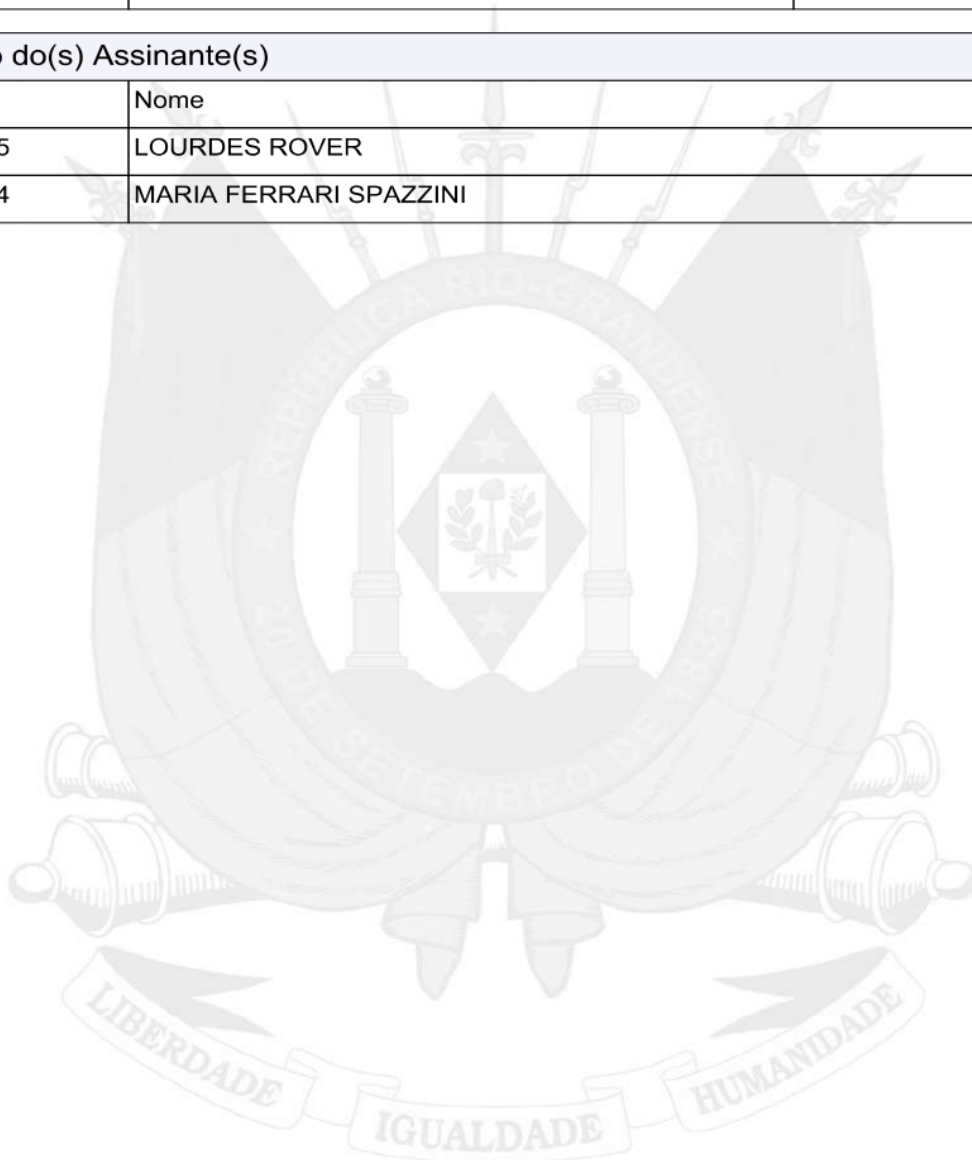 o do(s) Assinante(s)
Nome
5 LOURDES ROVER
4 MARIA FERRARI SPAZZINI
REPÚBLICA RIO-GRANDENSE
20 DE SETEMBRO DE 1835
LIBERDADE
IGUALDADE
HUMANIDADE